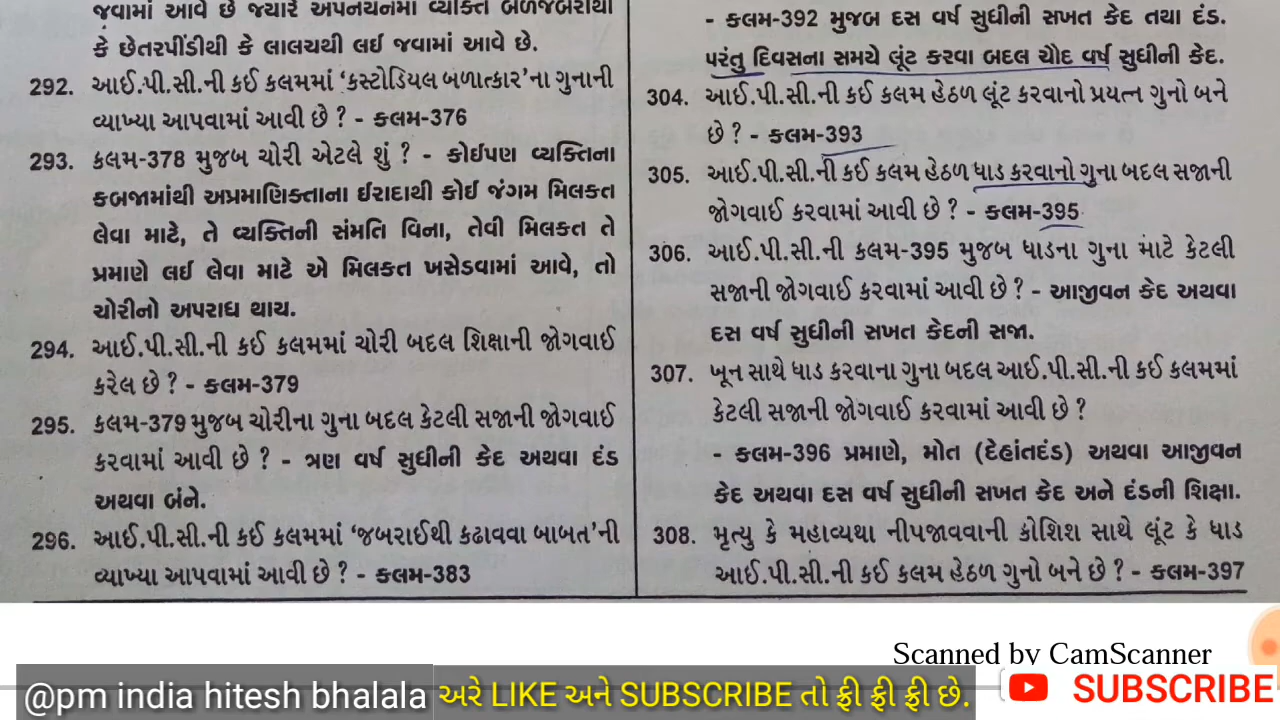 જવામાં આવે છે જ્યારે અપનયનમાં વ્યક્તિ બળજબરીથી
કે છેતરપીંડીથી કે લાલચથી લઈ જવામાં આવે છે.
292. આઈ.પી.સી.ની કઈ કલમમાં ‘કસ્ટોડિયલ બળાત્કાર’ના ગુનાની
વ્યાખ્યા આપવામાં આવી છે ? - કલમ-376
293. કલમ-378 મુજબ ચોરી એટલે શું ? - કોઈપણ વ્યક્તિના
કબજામાંથી અપ્રમાણિક્તાના ઈરાદાથી કોઈ જંગમ મિલકત
લેવા માટે, તે વ્યક્તિની સંમતિ વિના, તેવી મિલકત તે
પ્રમાણે લઈ લેવા માટે એ મિલકત ખસેડવામાં આવે, તો
ચોરીનો અપરાધ થાય.
294. આઈ.પી.સી.ની કઈ કલમમાં ચોરી બદલ શિક્ષાની જોગવાઈ
કરેલ છે ? - કલમ-379
295. કલમ-379 મુજબ ચોરીના ગુના બદલ કેટલી સજાની જોગવાઈ
કરવામાં આવી છે ? - ત્રણ વર્ષ સુધીની કેદ અથવા દંડ
અથવા બંને.
296. આઈ.પી.સી.ની કઈ કલમમાં ‘જબરાઈથી કઢાવવા બાબત’ની
વ્યાખ્યા આપવામાં આવી છે ? - કલમ-383
- કલમ-392 મુજબ દસ વર્ષ સુધીની સખત કેદ તથા દંડ.
પરંતુ દિવસના સમયે લૂંટ કરવા બદલ ચૌદ વર્ષ સુધીની કેદ.
304. આઈ.પી.સી.ની કઈ કલમ હેઠળ લૂંટ કરવાનો પ્રયત્ન ગુનો બને
છે ? - કલમ-393
305. આઈ.પી.સી.ની કઈ કલમ હેઠળ ધાડ કરવાનો ગુના બદલ સજાની
જોગવાઈ કરવામાં આવી છે ? - કલમ-395
306. આઈ.પી.સી.ની કલમ-395 મુજબ ધાડના ગુના માટે કેટલી
સજાની જોગવાઈ કરવામાં આવી છે ? - આજીવન કેદ અથવા
દસ વર્ષ સુધીની સખત કેદની સજા.
307. ખૂન સાથે ધાડ કરવાના ગુના બદલ આઈ.પી.સી.ની કઈ કલમમાં
કેટલી સજાની જોગવાઈ કરવામાં આવી છે ?
- કલમ-396 પ્રમાણે, મોત (દેહાંતદંડ) અથવા આજીવન
કેદ અથવા દસ વર્ષ સુધીની સખત કેદ અને દંડની શિક્ષા.
308. મૃત્યુ કે મહાવ્યથા નીપજાવવાની કોશિશ સાથે લૂંટ કે ધાડ
આઈ.પી.સી.ની કઈ કલમ હેઠળ ગુનો બને છે ? - કલમ-397
Scanned by CamScanner
@pm india hitesh bhalala અરે LIKE અને SUBSCRIBE તો ફ્રી ફ્રી ફ્રી છે.
SUBSCRIBE